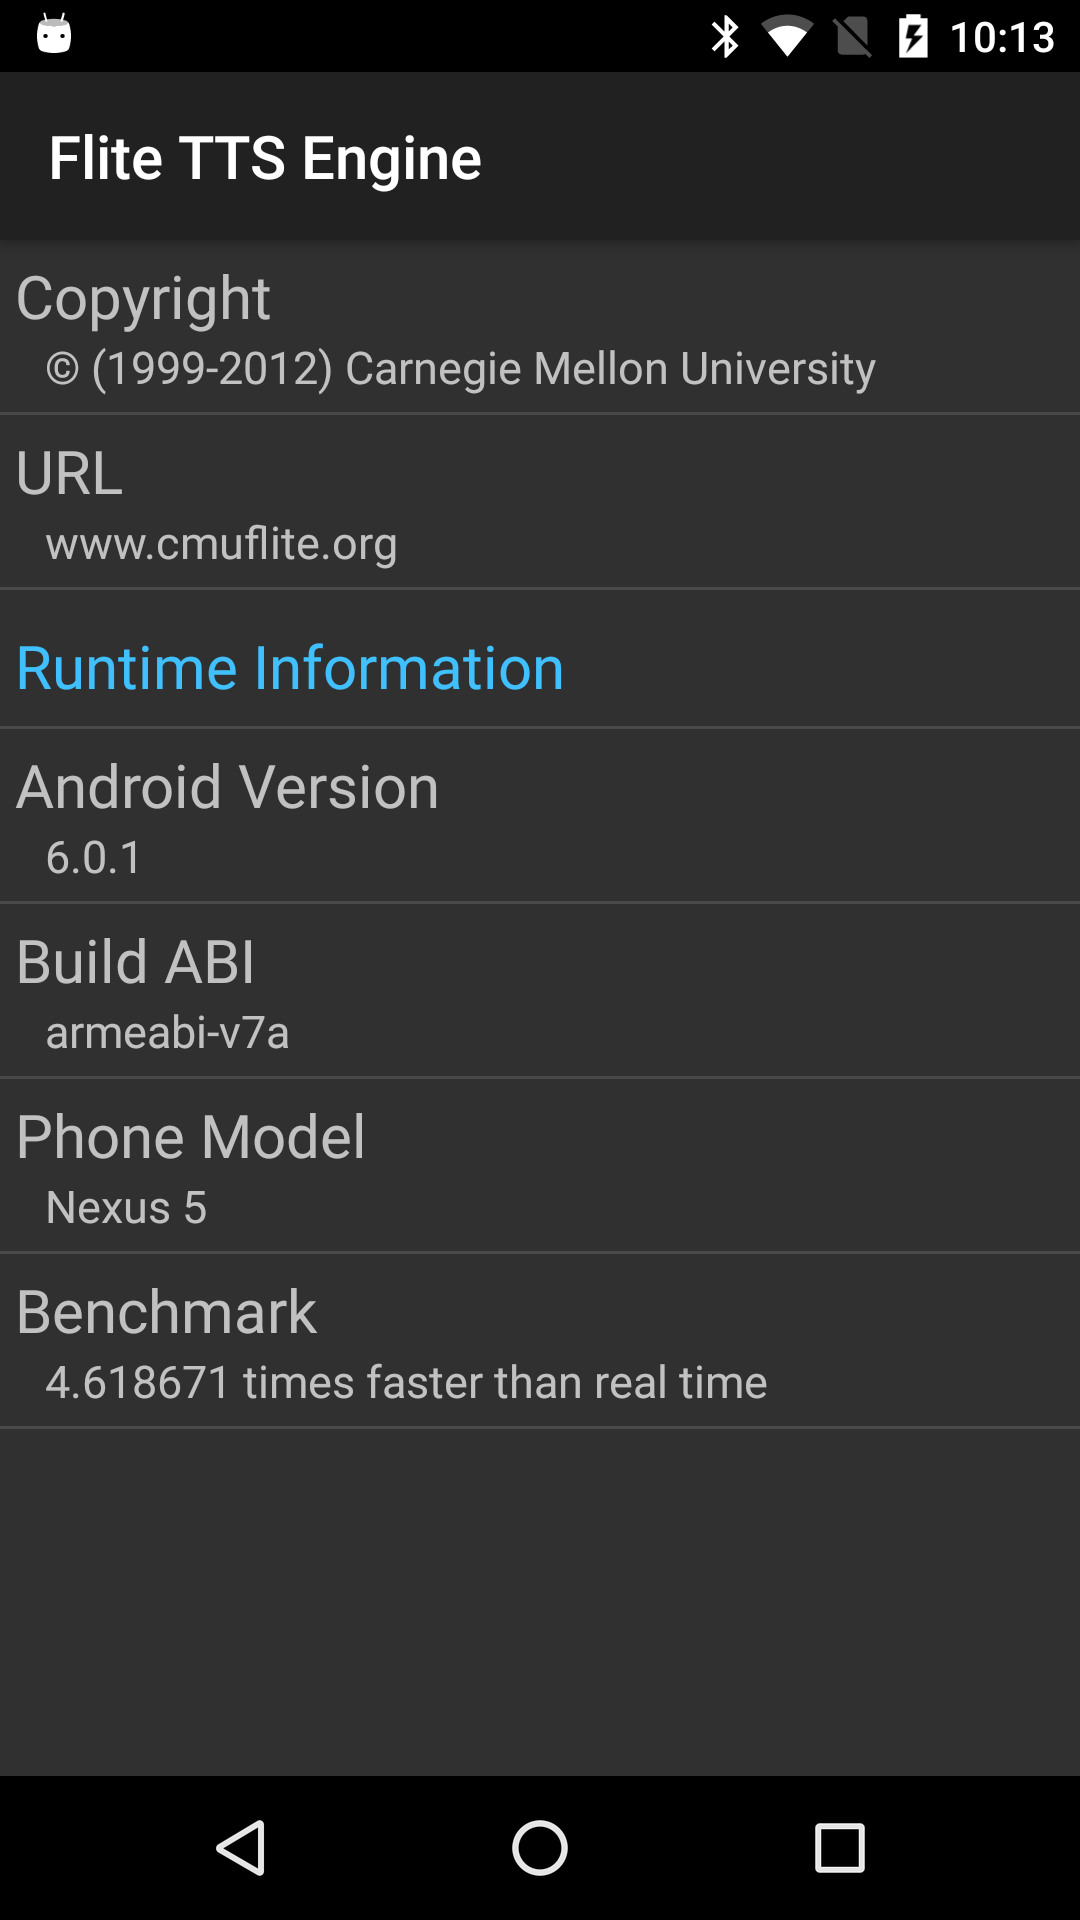 10:13
Flite TTS Engine
Copyright
© (1999-2012) Carnegie Mellon University
URL
www.cmuflite.org
Runtime Information
Android Version
6.0.1
Build ABI
armeabi-v7a
Phone Model
Nexus 5
Benchmark
4.618671 times faster than real time